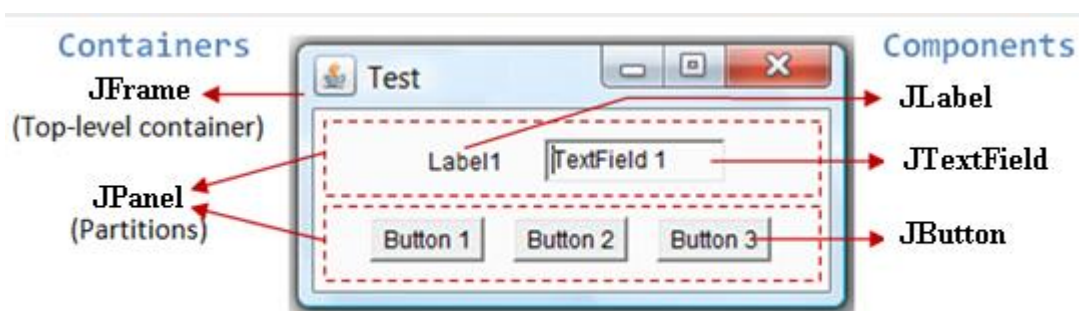 Containers
JFrame
(Top-level container)
JPanel
(Partitions)
Test
Label1 TextField 1
Button 1 Button 2 Button 3
Components
JLabel
JTextField
JButton